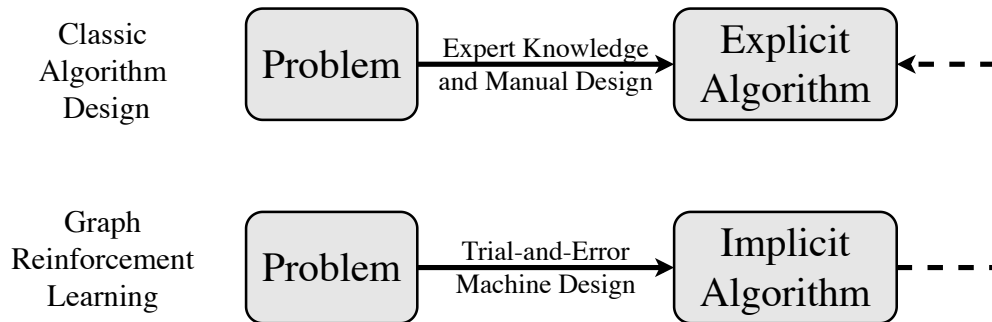 Classic
Algorithm
Design
Problem
Expert Knowledge
and Manual Design
Explicit
Algorithm
Graph
Reinforcement
Learning
Problem
Trial-and-Error
Machine Design
Implicit
Algorithm